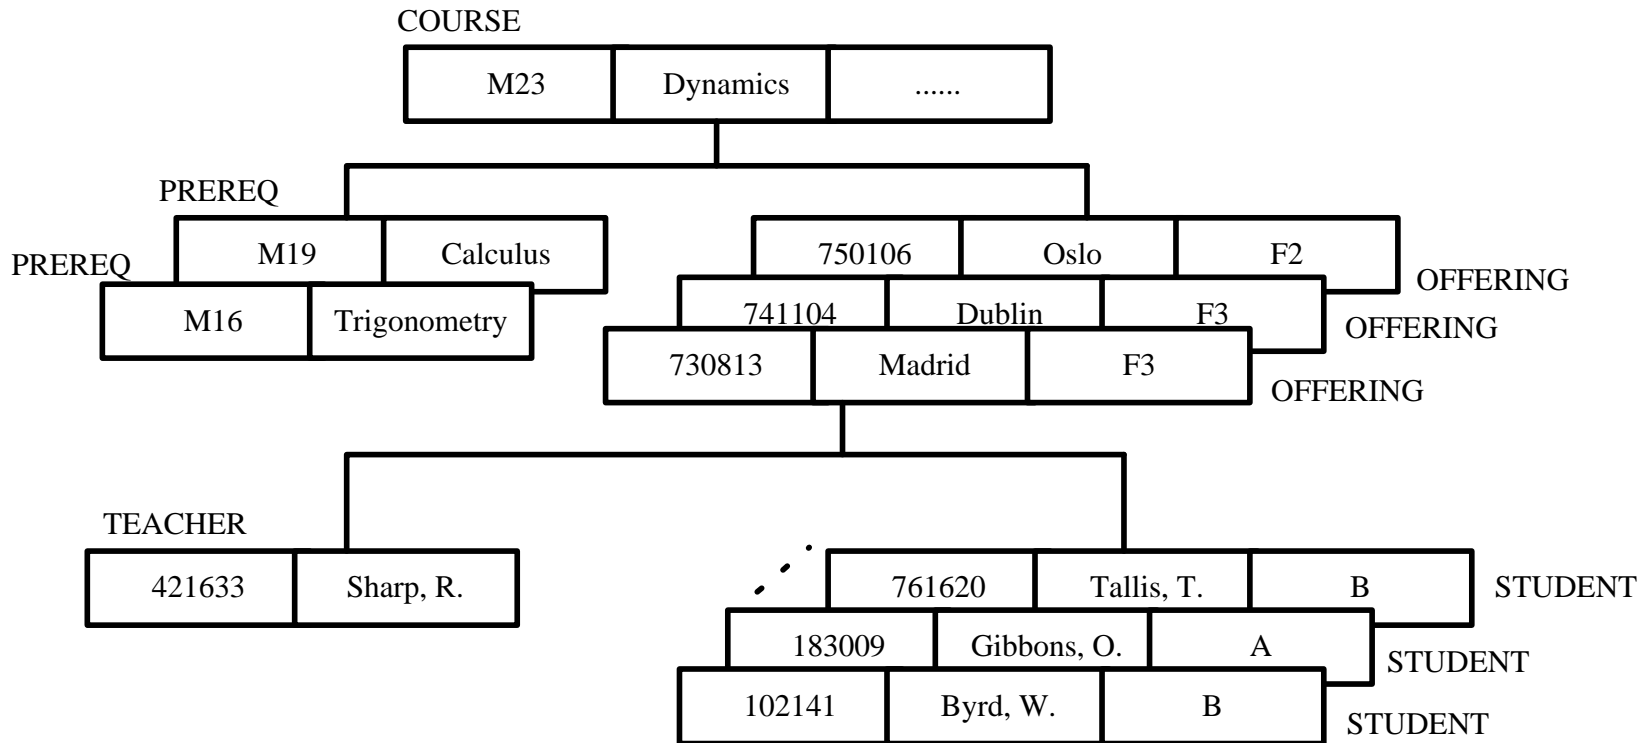 COURSE
M23 Dynamics ......
PREREQ
M19 Calculus
PREREQ
M16 Trigonometry
750106 Oslo F2
OFFERING
741104 Dublin F3
OFFERING
730813 Madrid F3
OFFERING
TEACHER
421633 Sharp, R.
761620 Tallis, T. B
STUDENT
183009 Gibbons, O. A
STUDENT
102141 Byrd, W. B
STUDENT